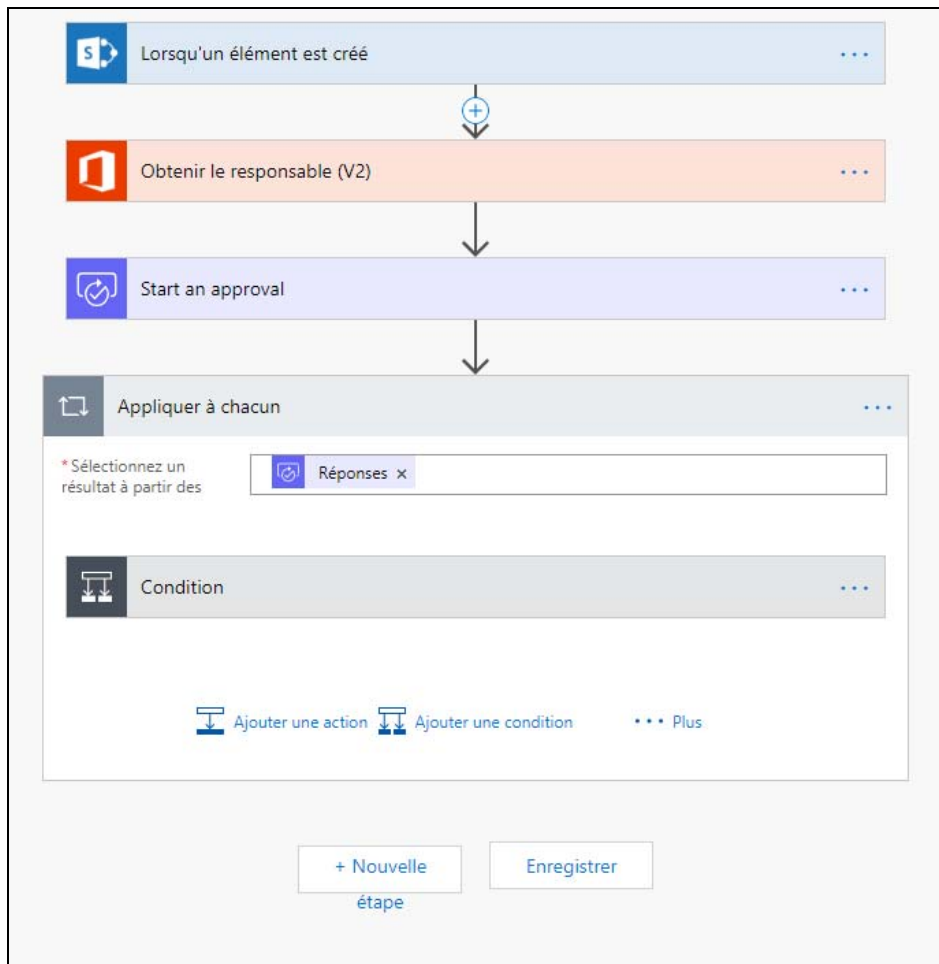 Lorsqu'un élément est créé
Obtenir le responsable (V2)
Start an approval
Appliquer à chacun
* Sélectionnez un
résultat à partir des
Réponses ×
Condition
Ajouter une action Ajouter une condition ··· Plus
+ Nouvelle
étape
Enregistrer